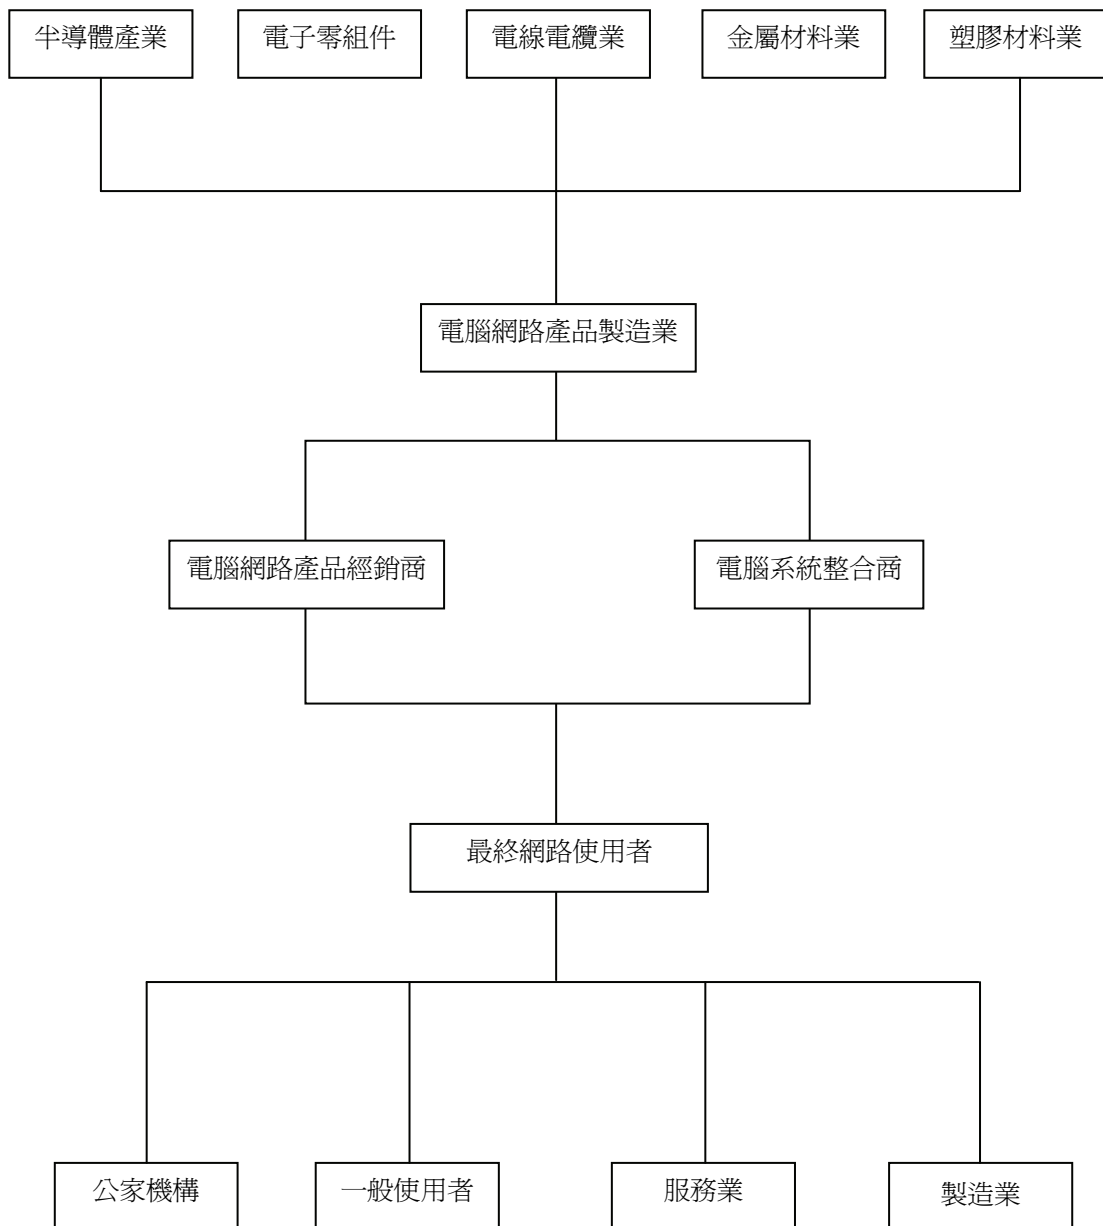 半導體產業
電子零組件
電線電纜業
金屬材料業
塑膠材料業
電腦網路產品製造業
電腦網路產品經銷商
電腦系統整合商
最終網路使用者
公家機構
一般使用者
服務業
製造業